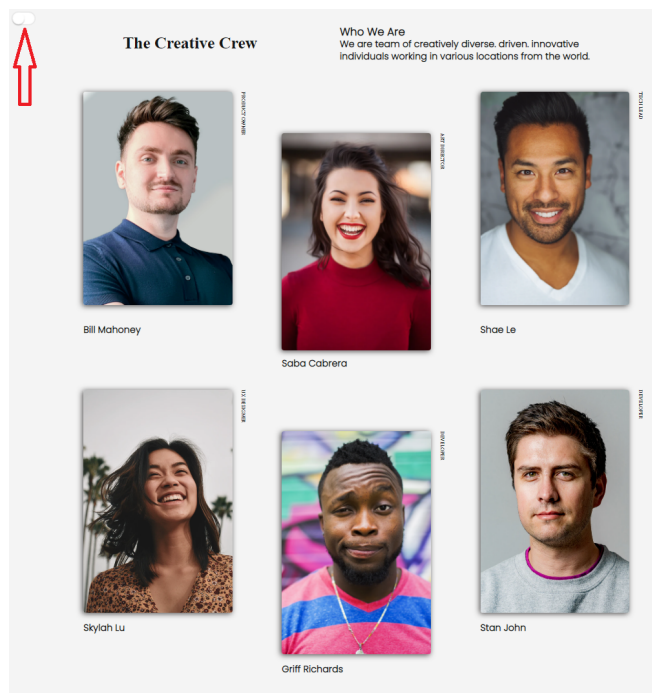 The Creative Crew
Who We Are
We are team of creatively diverse. driven. innovative
individuals working in various locations from the world.
PRODUCT OWNER
Bill Mahoney
ART DIRECTOR
Saba Cabrera
TECH LEAD
Shae Le
UX DESIGNER
Skylah Lu
DEVELOPER
Griff Richards
DEVELOPER
Stan John